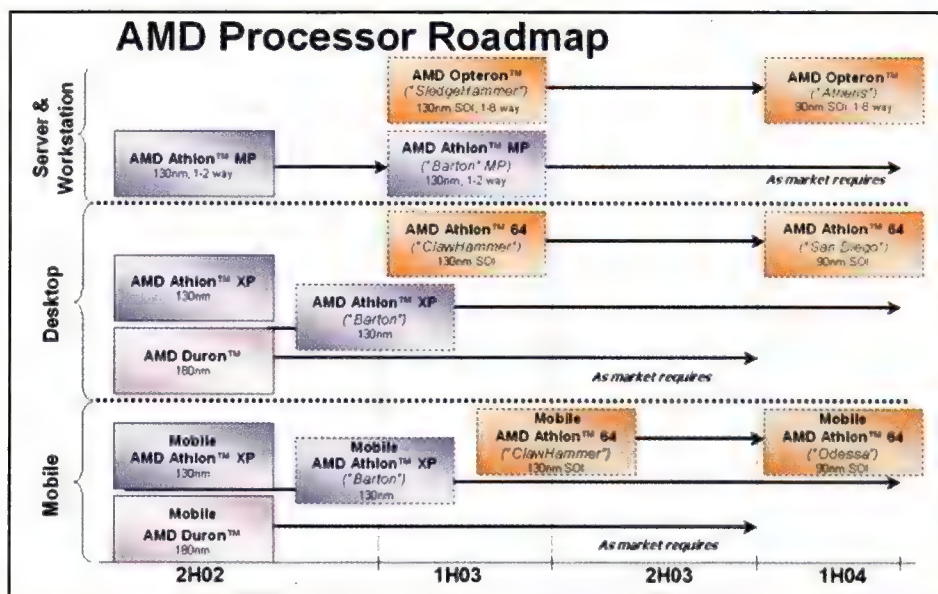 AMD Processor Roadmap
Server &
Workstation
AMD Opteron™
("SledgeHammer")
130nm SOI, 1-8 way
AMD Opteron™
("Athens")
90nm SOI, 1-8 way
AMD Athlon™ MP
130nm, 1-2 way
AMD Athlon™ MP
("Barton" MP)
130nm, 1-2 way
As market requires
Desktop
AMD Athlon™ 64
("ClawHammer")
130nm SOI
AMD Athlon™ 64
("San Diego")
90nm SOI
AMD Athlon™ XP
130nm
AMD Athlon™ XP
("Barton")
130nm
AMD Duron™
180nm
As market requires
Mobile
Mobile
AMD Athlon™ XP
130nm
Mobile
AMD Athlon™ XP
("Barton")
130nm
Mobile
AMD Athlon™ 64
("ClawHammer")
130nm SOI
Mobile
AMD Athlon™ 64
("Odessa")
90nm SOI
Mobile
AMD Duron™
180nm
As market requires
2H02
1H03
2H03
1H04